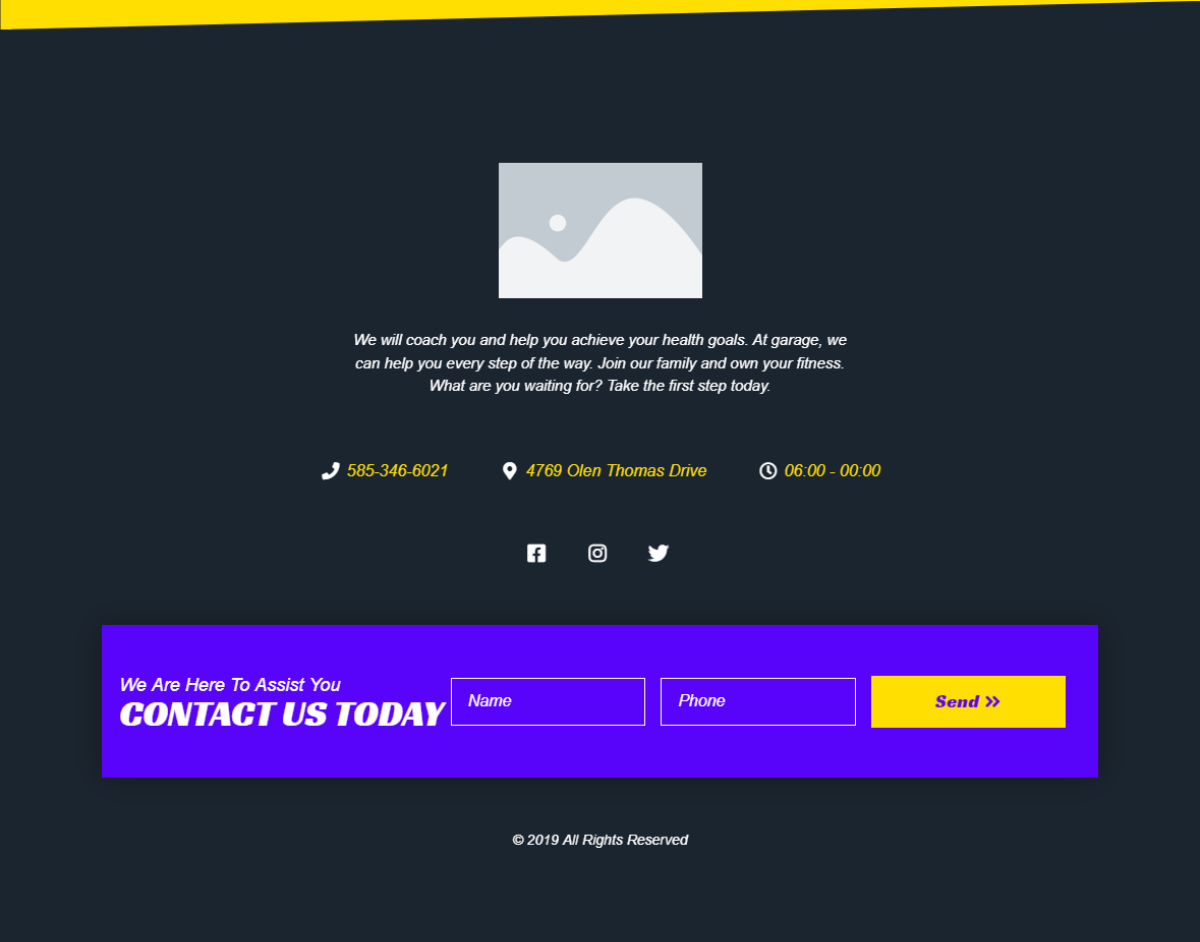 We will coach you and help you achieve your health goals. At garage, we
can help you every step of the way. Join our family and own your fitness.
What are you waiting for? Take the first step today.
585-346-6021
4769 Olen Thomas Drive
06:00 - 00:00
We Are Here To Assist You
CONTACT US TODAY
Name
Phone
Send
© 2019 All Rights Reserved